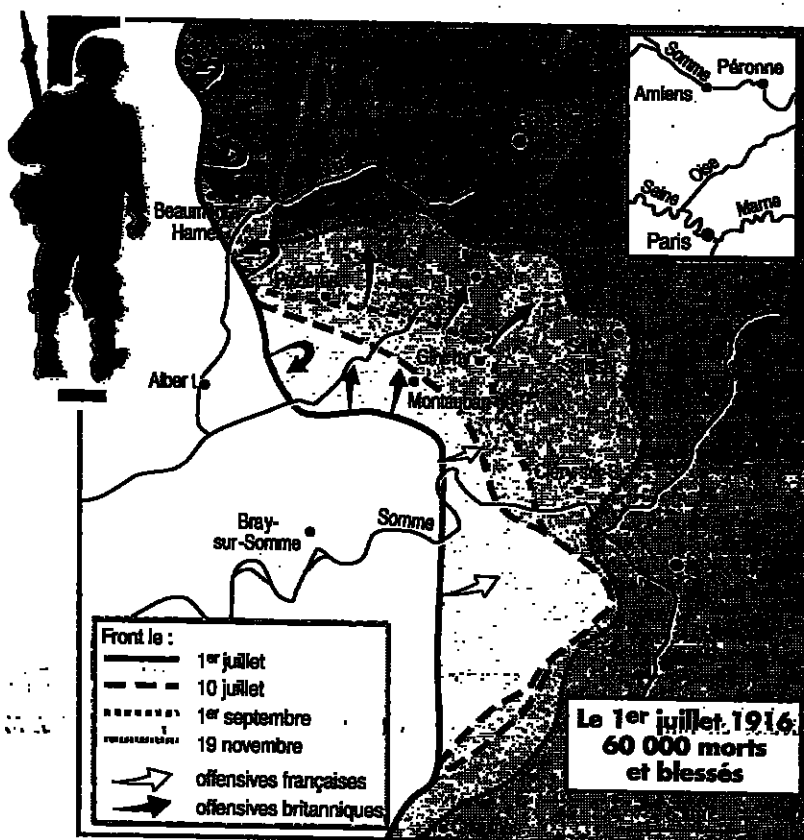 Somme
Péronne
Amiens
Oise
Seine
Marne
Paris
Albert
Bray-
sur-Somme
Somme
Front le :
1er juillet
10 juillet
1er septembre
19 novembre
offensives françaises
offensives britanniques
Le 1er juillet 1916
60 000 morts
et blessés